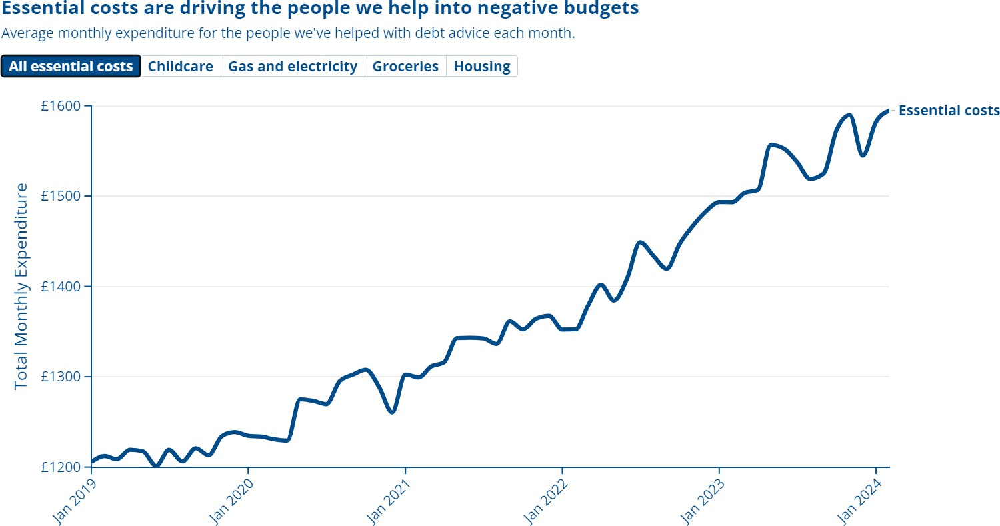 Essential costs are driving the people we help into negative budgets
Average monthly expenditure for the people we've helped with debt advice each month.
All essential costs Childcare Gas and electricity Groceries Housing
Total Monthly Expenditure
£1600
£1500
£1400
£1300
£1200
Essential costs
Jan 2019 Jan 2020 Jan 2021 Jan 2022 Jan 2023 Jan 2024